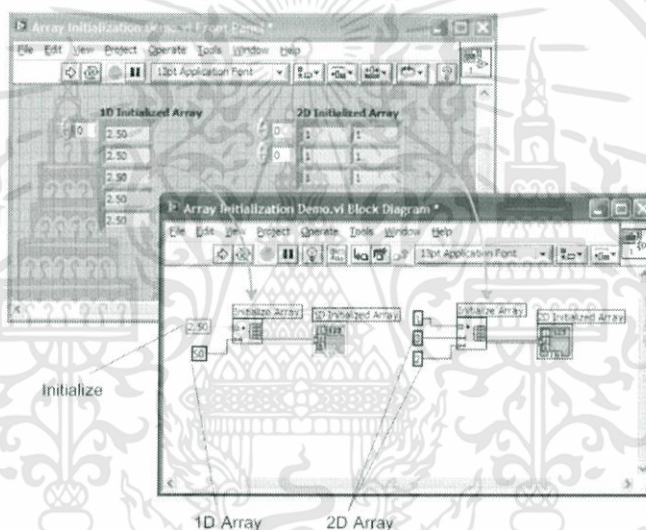 Array Initialization Demo.vi Front Panel *
File Edit View Project Operate Tools Window Help
13pt Application Font
1D Initialized Array
2D Initialized Array
0
2.50
2.50
2.50
2.50
2.50
0
0
1 1
1 1
1 1
Array Initialization Demo.vi Block Diagram *
File Edit View Project Operate Tools Window Help
13pt Application Font
Initialize Array
1D Initialized Array
2.50
50
Initialize Array
2D Initialized Array
1
2
Initialize
1D Array
2D Array